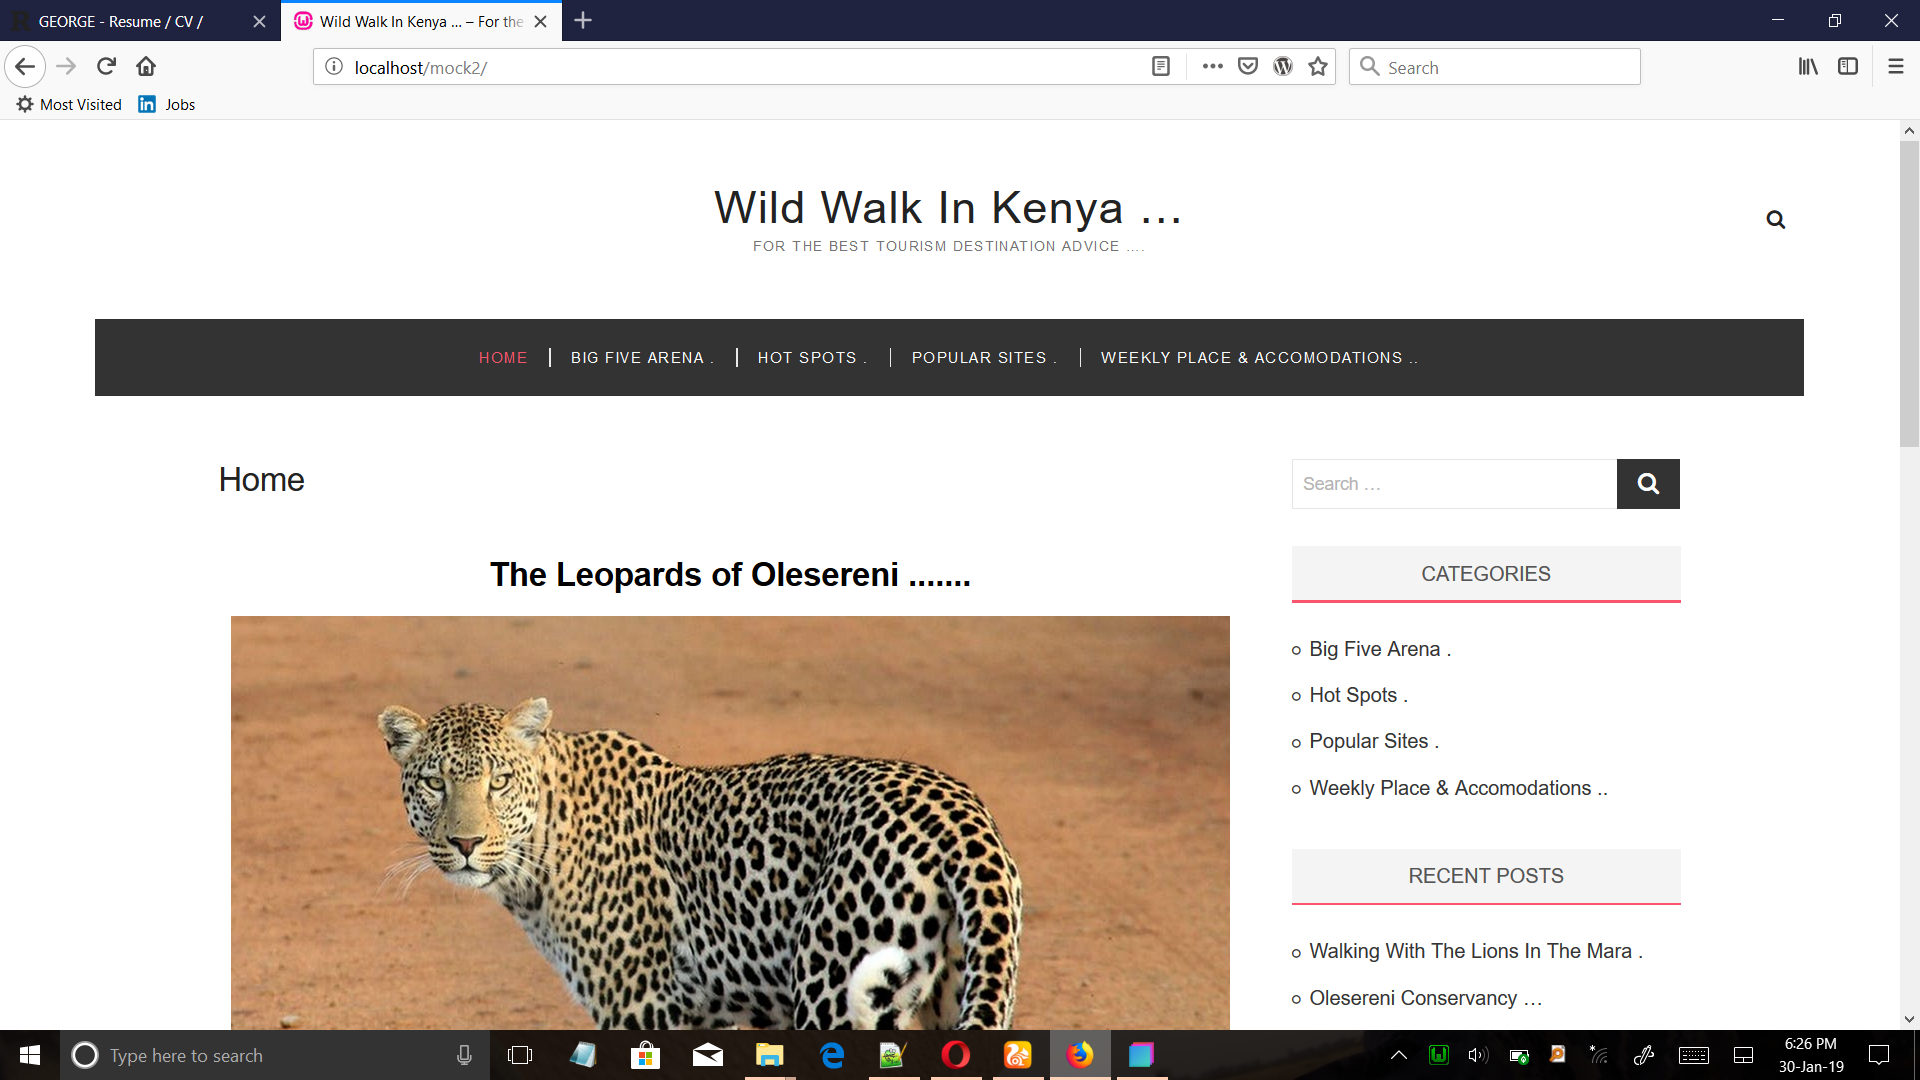 GEORGE - Resume / CV /
Wild Walk In Kenya ... – For the
localhost/mock2/
Search
Most Visited
in Jobs
Wild Walk In Kenya …
FOR THE BEST TOURISM DESTINATION ADVICE ….
HOME
BIG FIVE ARENA .
HOT SPOTS .
POPULAR SITES .
WEEKLY PLACE & ACCOMODATIONS ..
Home
The Leopards of Olesereni .......
Search …
CATEGORIES
Big Five Arena .
Hot Spots .
Popular Sites .
Weekly Place & Accomodations ..
RECENT POSTS
Walking With The Lions In The Mara .
Olesereni Conservancy …
Type here to search
6:26 PM
30-Jan-19